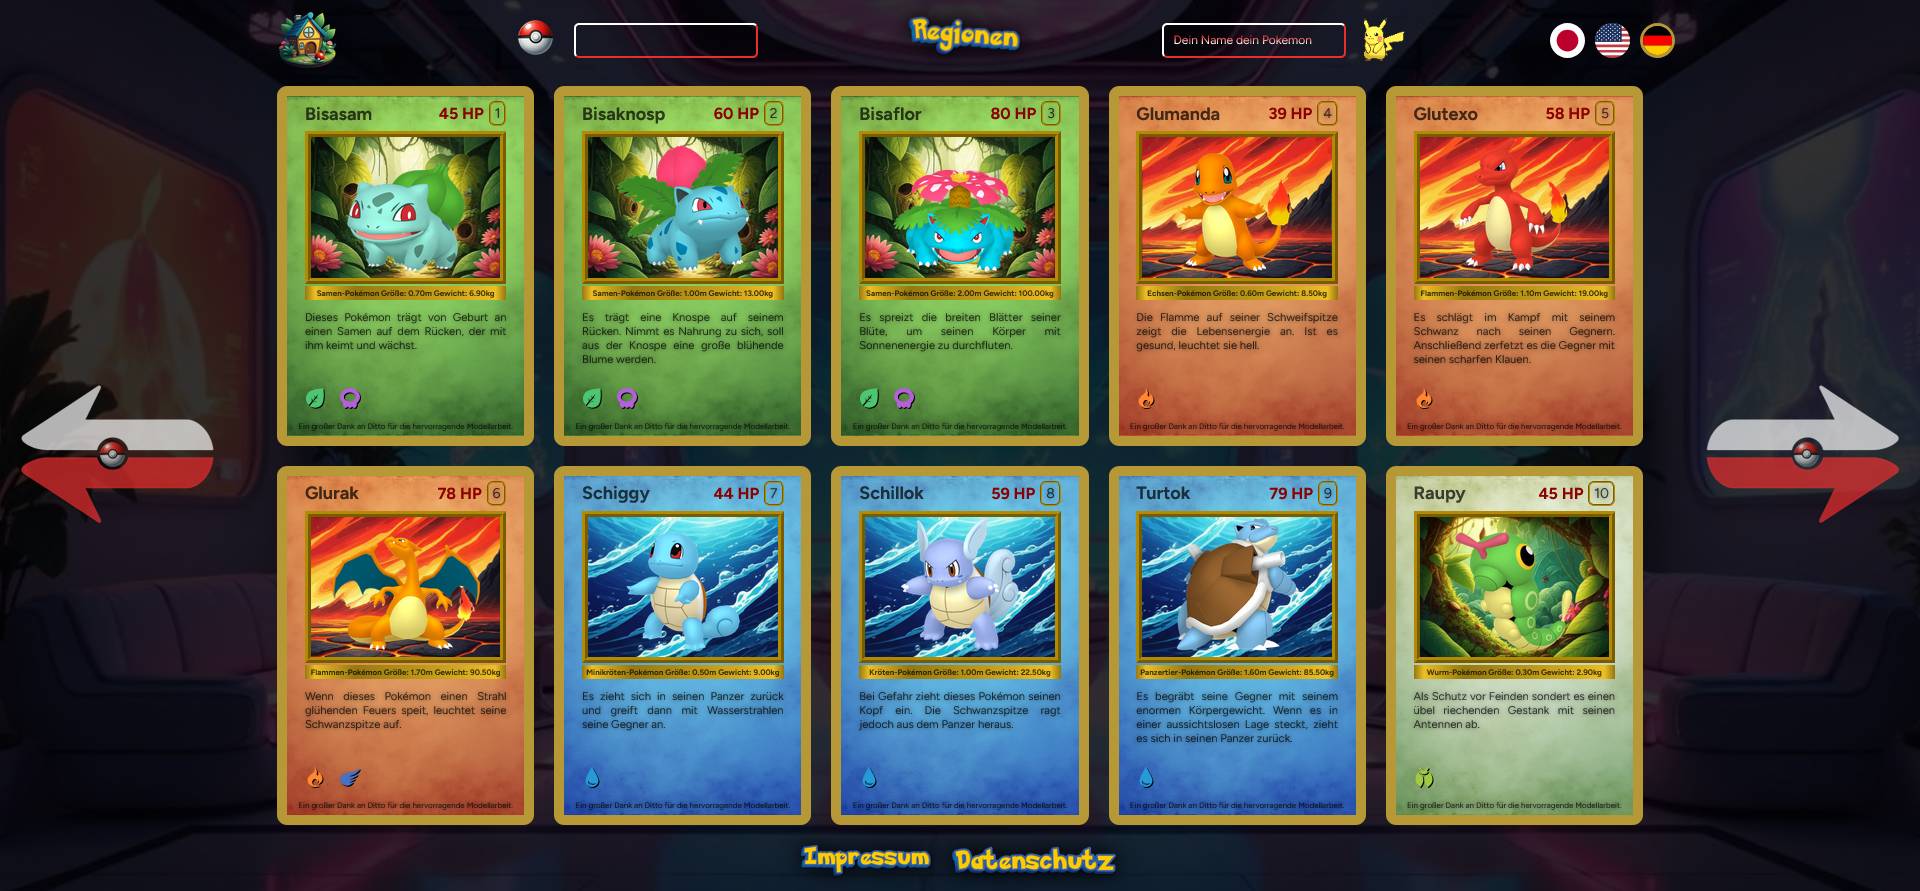 Regionen
Dein Name dein Pokemon
Bisasam 45 HP 1
Samen-Pokémon Größe: 0.70m Gewicht: 6.90kg
Dieses Pokémon trägt von Geburt an
einen Samen auf dem Rücken, der mit
ihm keimt und wächst.
Ein großer Dank an Ditto für die hervorragende Modellarbeit.
Bisaknosp 60 HP 2
Samen-Pokémon Größe: 1.00m Gewicht: 13.00kg
Es trägt eine Knospe auf seinem
Rücken. Nimmt es Nahrung zu sich, soll
aus der Knospe eine große blühende
Blume werden.
Ein großer Dank an Ditto für die hervorragende Modellarbeit.
Bisaflor 80 HP 3
Samen-Pokémon Größe: 2.00m Gewicht: 100.00kg
Es spreizt die breiten Blätter seiner
Blüte, um seinen Körper mit
Sonnenenergie zu durchfluten.
Ein großer Dank an Ditto für die hervorragende Modellarbeit.
Glumanda 39 HP 4
Echsen-Pokémon Größe: 0.60m Gewicht: 8.50kg
Die Flamme auf seiner Schweifspitze
zeigt die Lebensenergie an. Ist es
gesund, leuchtet sie hell.
Ein großer Dank an Ditto für die hervorragende Modellarbeit.
Glutexo 58 HP 5
Flammen-Pokémon Größe: 1.10m Gewicht: 19.00kg
Es schlägt im Kampf mit seinem
Schwanz nach seinen Gegnern.
Anschließend zerfetzt es die Gegner mit
seinen scharfen Klauen.
Ein großer Dank an Ditto für die hervorragende Modellarbeit.
Glurak 78 HP 6
Flammen-Pokémon Größe: 1.70m Gewicht: 90.50kg
Wenn dieses Pokémon einen Strahl
glühenden Feuers speit, leuchtet seine
Schwanzspitze auf.
Ein großer Dank an Ditto für die hervorragende Modellarbeit.
Schiggy 44 HP 7
Minikröten-Pokémon Größe: 0.50m Gewicht: 9.00kg
Es zieht sich in seinen Panzer zurück
und greift dann mit Wasserstrahlen
seine Gegner an.
Ein großer Dank an Ditto für die hervorragende Modellarbeit.
Schillok 59 HP 8
Kröten-Pokémon Größe: 1.00m Gewicht: 22.50kg
Bei Gefahr zieht dieses Pokémon seinen
Kopf ein. Die Schwanzspitze ragt
jedoch aus dem Panzer heraus.
Ein großer Dank an Ditto für die hervorragende Modellarbeit.
Turtok 79 HP 9
Panzertier-Pokémon Größe: 1.60m Gewicht: 85.50kg
Es begräbt seine Gegner mit seinem
enormen Körpergewicht. Wenn es in
einer aussichtslosen Lage steckt, zieht
es sich in seinen Panzer zurück.
Ein großer Dank an Ditto für die hervorragende Modellarbeit.
Raupy 45 HP 10
Wurm-Pokémon Größe: 0.30m Gewicht: 2.90kg
Als Schutz vor Feinden sondert es einen
übel riechenden Gestank mit seinen
Antennen ab.
Ein großer Dank an Ditto für die hervorragende Modellarbeit.
Impressum Datenschutz